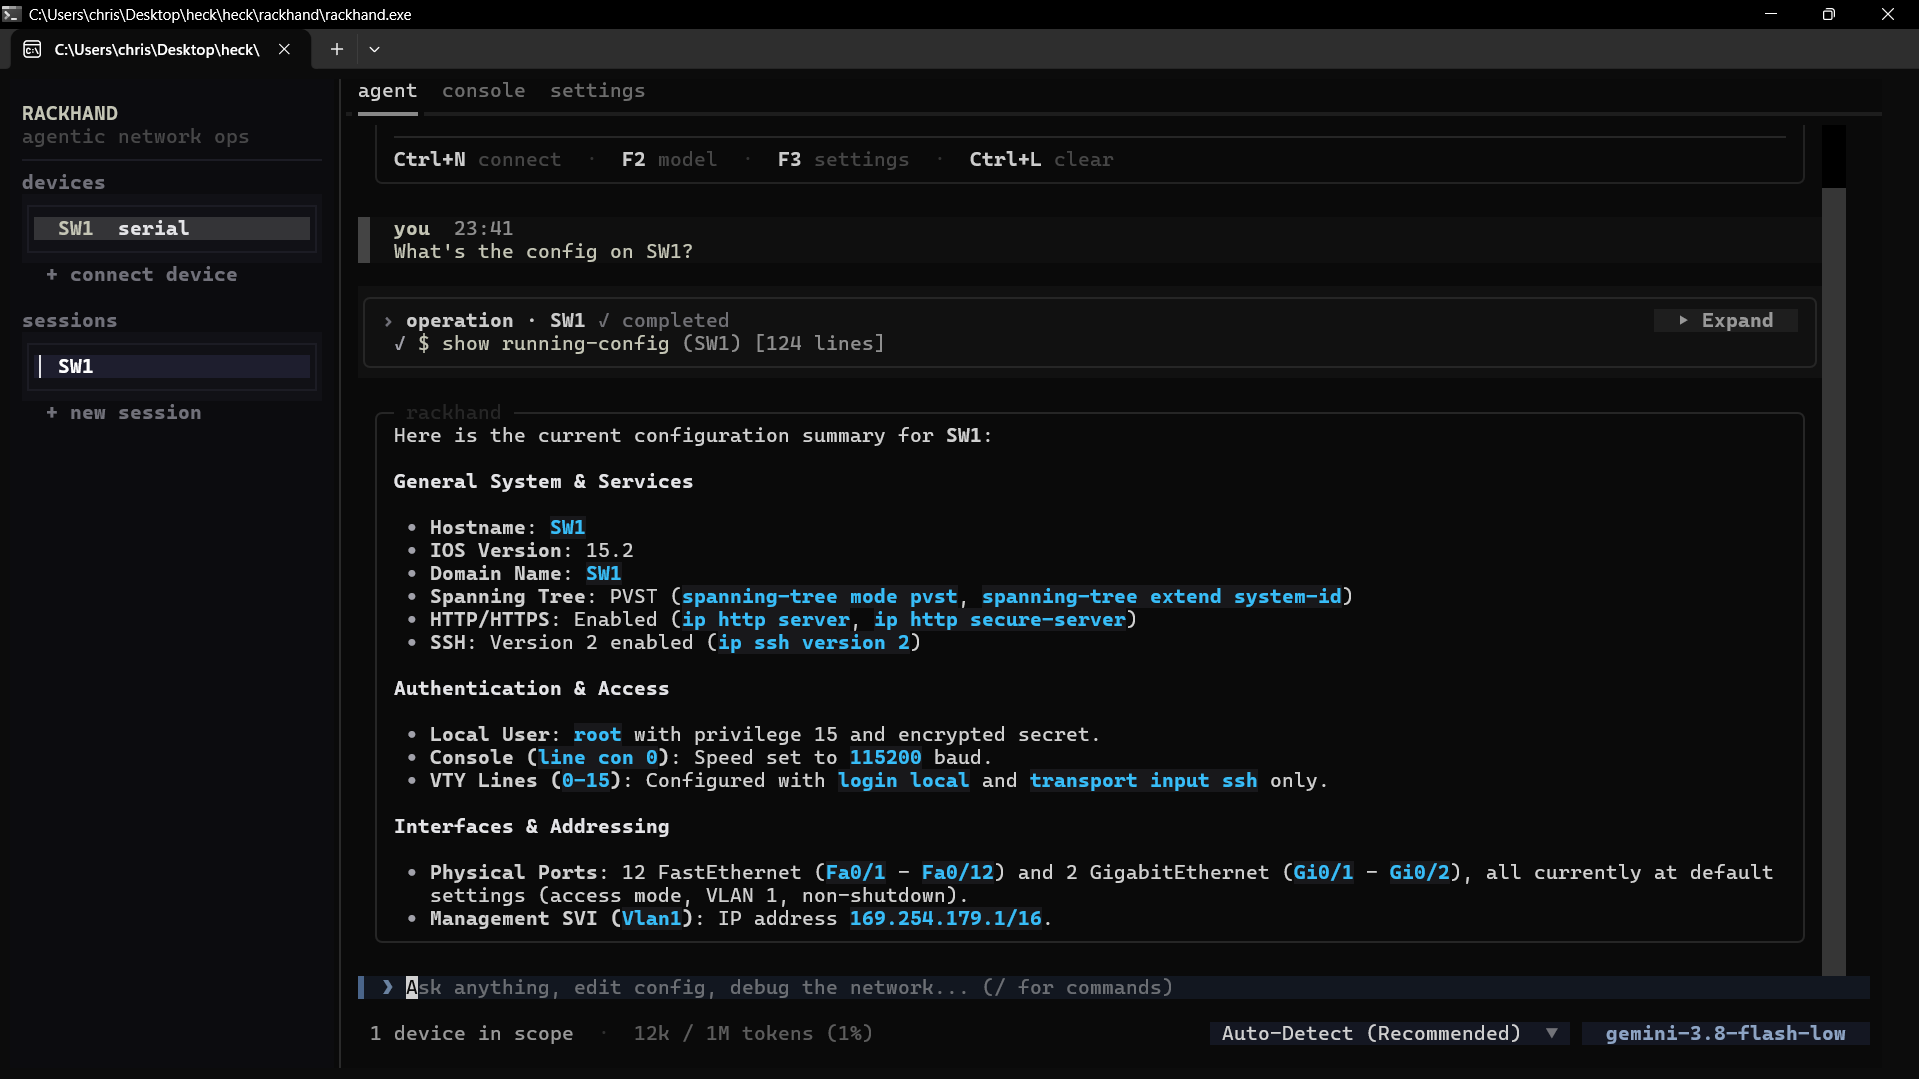 C:\Users\chris\Desktop\heck\heck\rackhand\rackhand.exe
C:\Users\chris\Desktop\heck\
RACKHAND
agentic network ops
devices
SW1 serial
+ connect device
sessions
SW1
+ new session
agent console settings
Ctrl+N connect · F2 model · F3 settings · Ctrl+L clear
you 23:41
What's the config on SW1?
› operation · SW1 √ completed
▸ Expand
√ $ show running-config (SW1) [124 lines]
rackhand
Here is the current configuration summary for SW1:
General System & Services
• Hostname: SW1
• IOS Version: 15.2
• Domain Name: SW1
• Spanning Tree: PVST (spanning-tree mode pvst, spanning-tree extend system-id)
• HTTP/HTTPS: Enabled (ip http server, ip http secure-server)
• SSH: Version 2 enabled (ip ssh version 2)
Authentication & Access
• Local User: root with privilege 15 and encrypted secret.
• Console (line con 0): Speed set to 115200 baud.
• VTY Lines (0-15): Configured with login local and transport input ssh only.
Interfaces & Addressing
• Physical Ports: 12 FastEthernet (Fa0/1 - Fa0/12) and 2 GigabitEthernet (Gi0/1 - Gi0/2), all currently at default
settings (access mode, VLAN 1, non-shutdown).
• Management SVI (Vlan1): IP address 169.254.179.1/16.
❯ Ask anything, edit config, debug the network... (/ for commands)
1 device in scope · 12k / 1M tokens (1%)
Auto-Detect (Recommended) ▼ gemini-3.8-flash-low